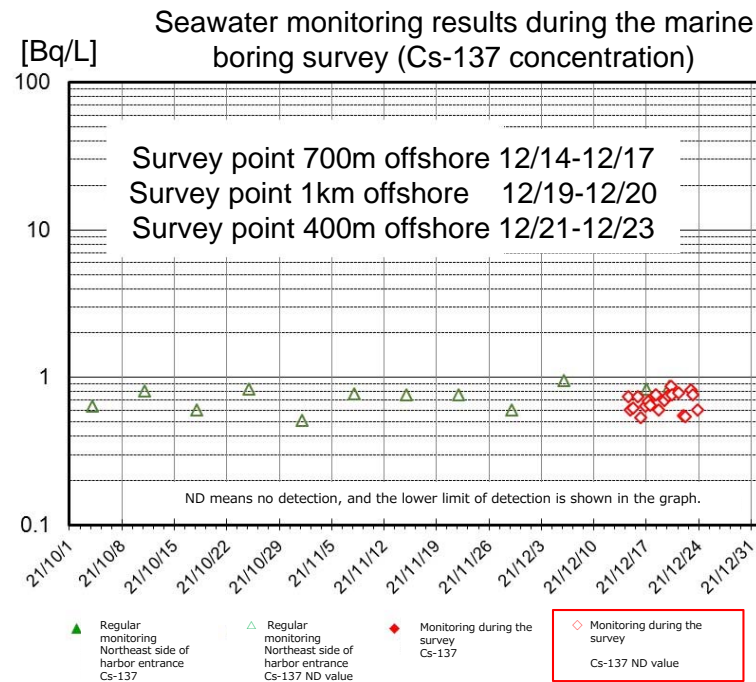 Seawater monitoring results during the marine
boring survey (Cs-137 concentration)
[Bq/L]
100
10
1
0.1
Survey point 700m offshore 12/14-12/17
Survey point 1km offshore 12/19-12/20
Survey point 400m offshore 12/21-12/23
ND means no detection, and the lower limit of detection is shown in the graph.
21/10/1
21/10/8
21/10/15
21/10/22
21/10/29
21/11/5
21/11/12
21/11/19
21/11/26
21/12/3
21/12/10
21/12/17
21/12/24
21/12/31
Regular
monitoring
Northeast side of
harbor entrance
Cs-137
Regular
monitoring
Northeast side of
harbor entrance
Cs-137 ND value
Monitoring during the
survey
Cs-137
Monitoring during the
survey
Cs-137 ND value